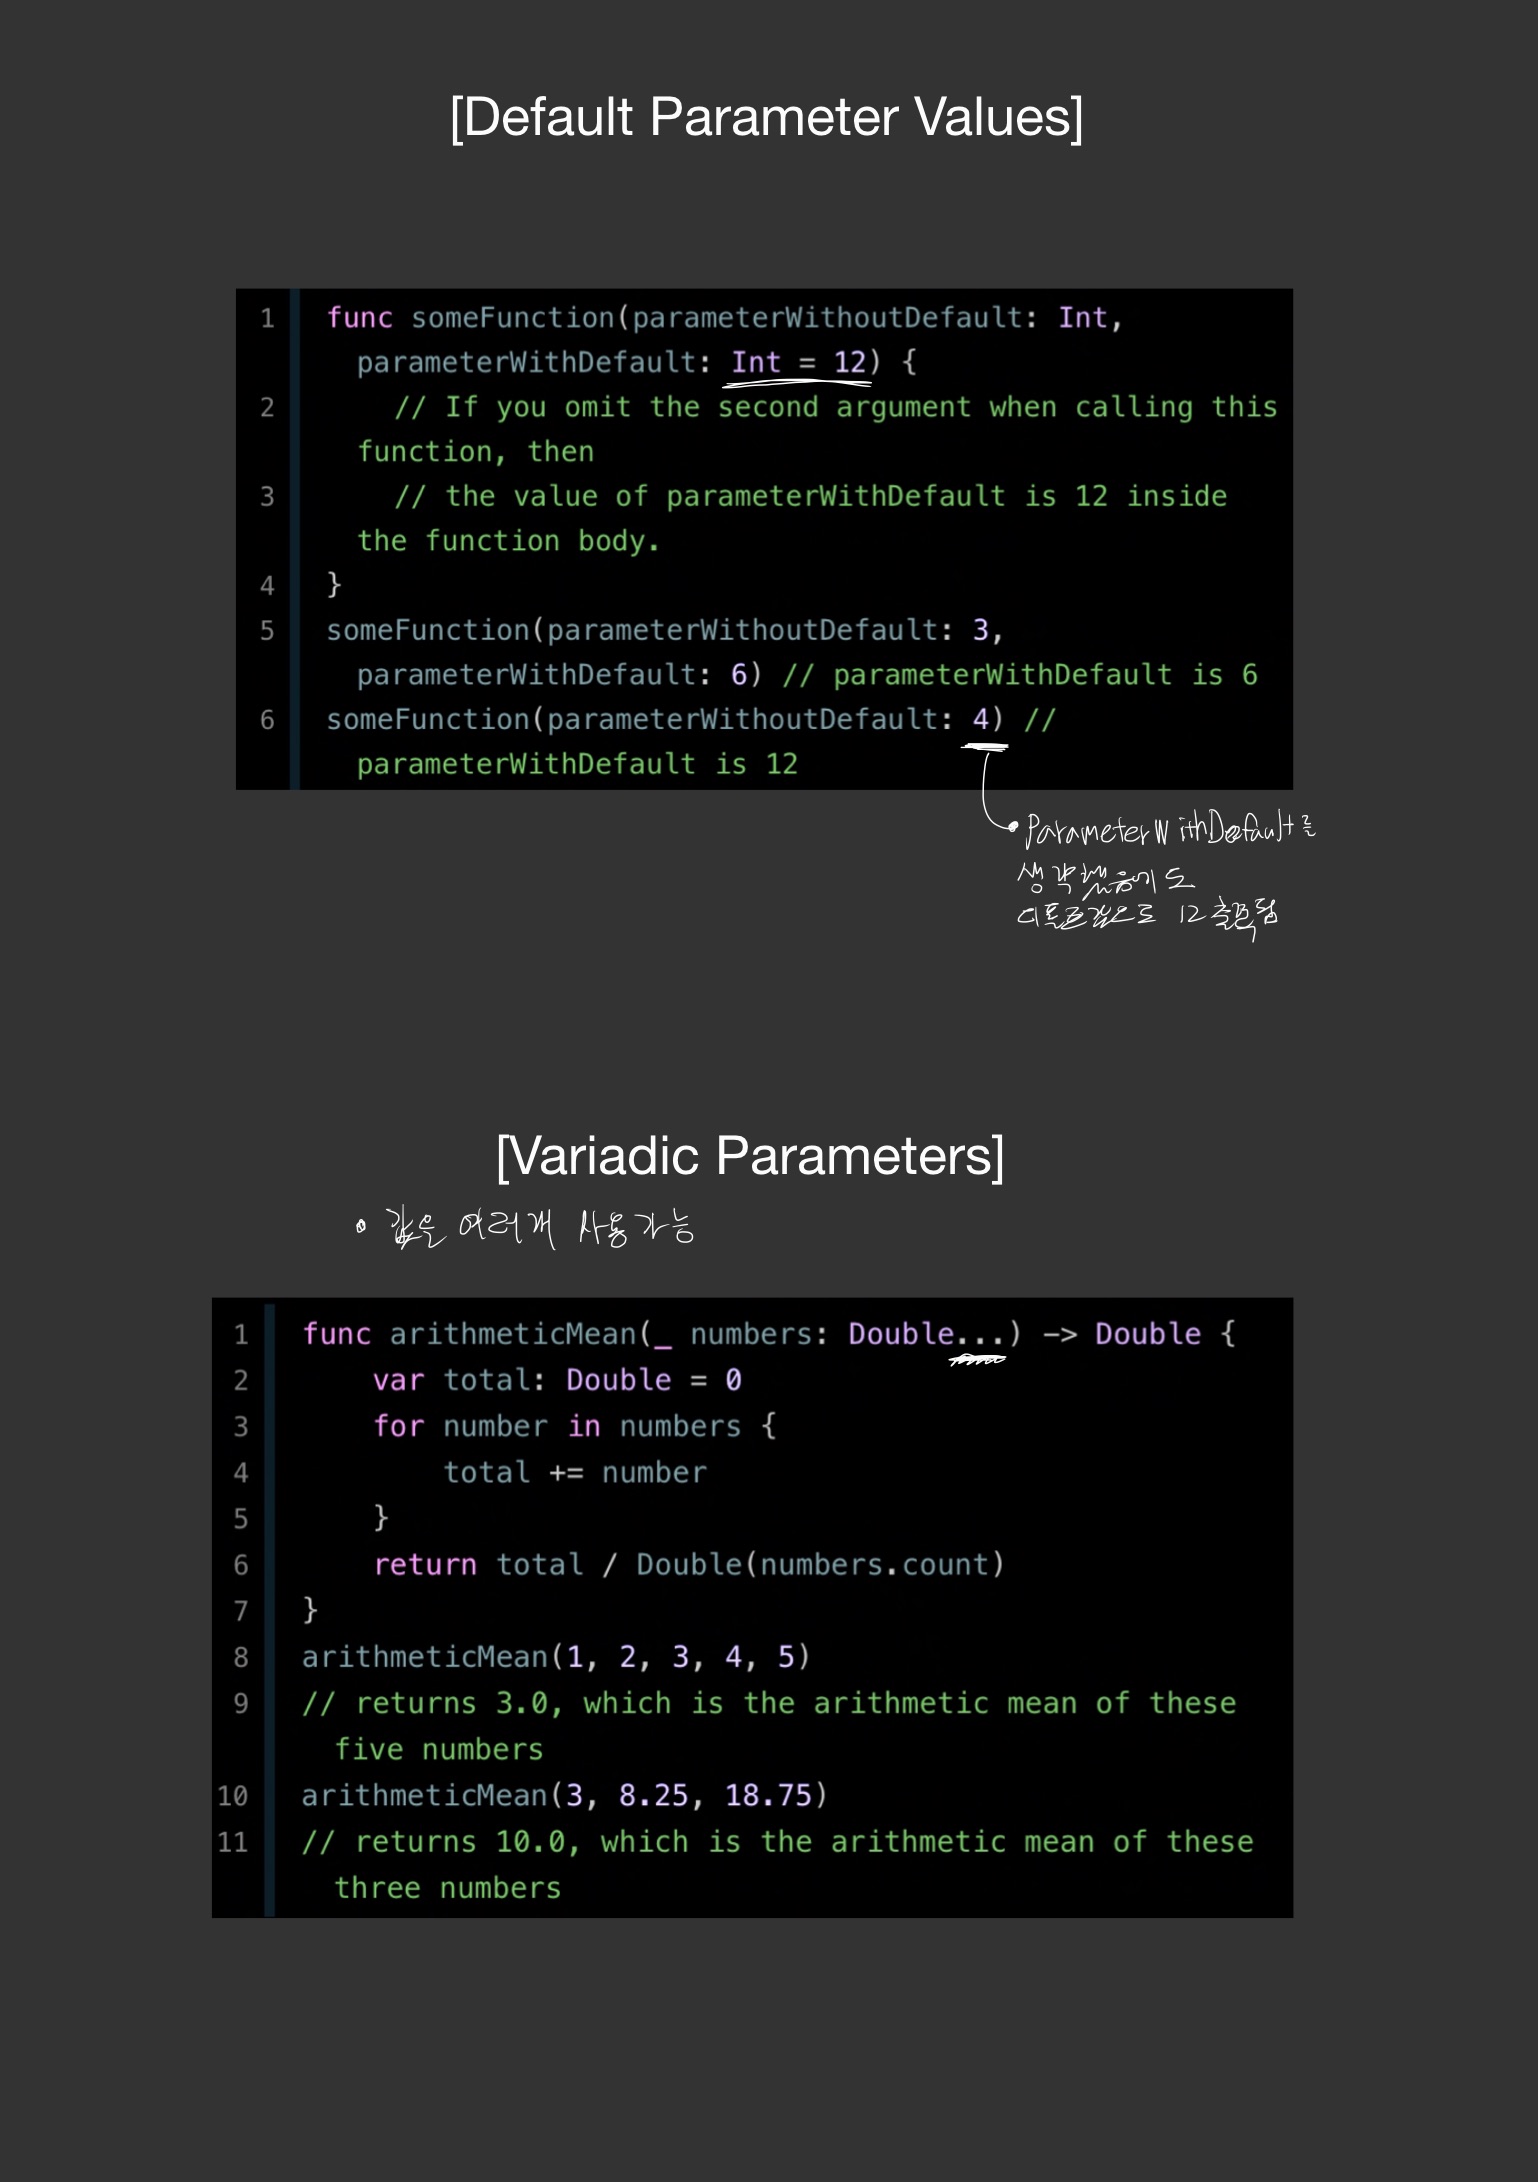 [Default Parameter Values]
1 func someFunction(parameterWithoutDefault: Int,
parameterWithDefault: Int = 12) {
2 // If you omit the second argument when calling this
function, then
3 // the value of parameterWithDefault is 12 inside
the function body.
4 }
5 someFunction(parameterWithoutDefault: 3,
parameterWithDefault: 6) // parameterWithDefault is 6
6 someFunction(parameterWithoutDefault: 4) //
parameterWithDefault is 12
• ParameterWithDefault를
생략했음에도
디폴트값으로 12 출력됨
[Variadic Parameters]
• 값을 여러개 사용가능
1 func arithmeticMean(_ numbers: Double...) -> Double {
2 var total: Double = 0
3 for number in numbers {
4 total += number
5 }
6 return total / Double(numbers.count)
7 }
8 arithmeticMean(1, 2, 3, 4, 5)
9 // returns 3.0, which is the arithmetic mean of these
five numbers
10 arithmeticMean(3, 8.25, 18.75)
11 // returns 10.0, which is the arithmetic mean of these
three numbers